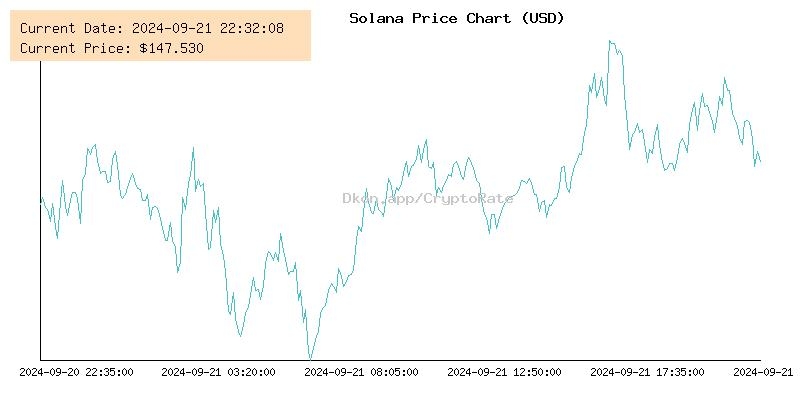 Solana Price Chart (USD)
Current Date: 2024-09-21 22:32:08
Current Price: $147.530
Dkon.app/CryptoRate
2024-09-20 22:35:00 2024-09-21 03:20:00 2024-09-21 08:05:00 2024-09-21 12:50:00 2024-09-21 17:35:00 2024-09-21